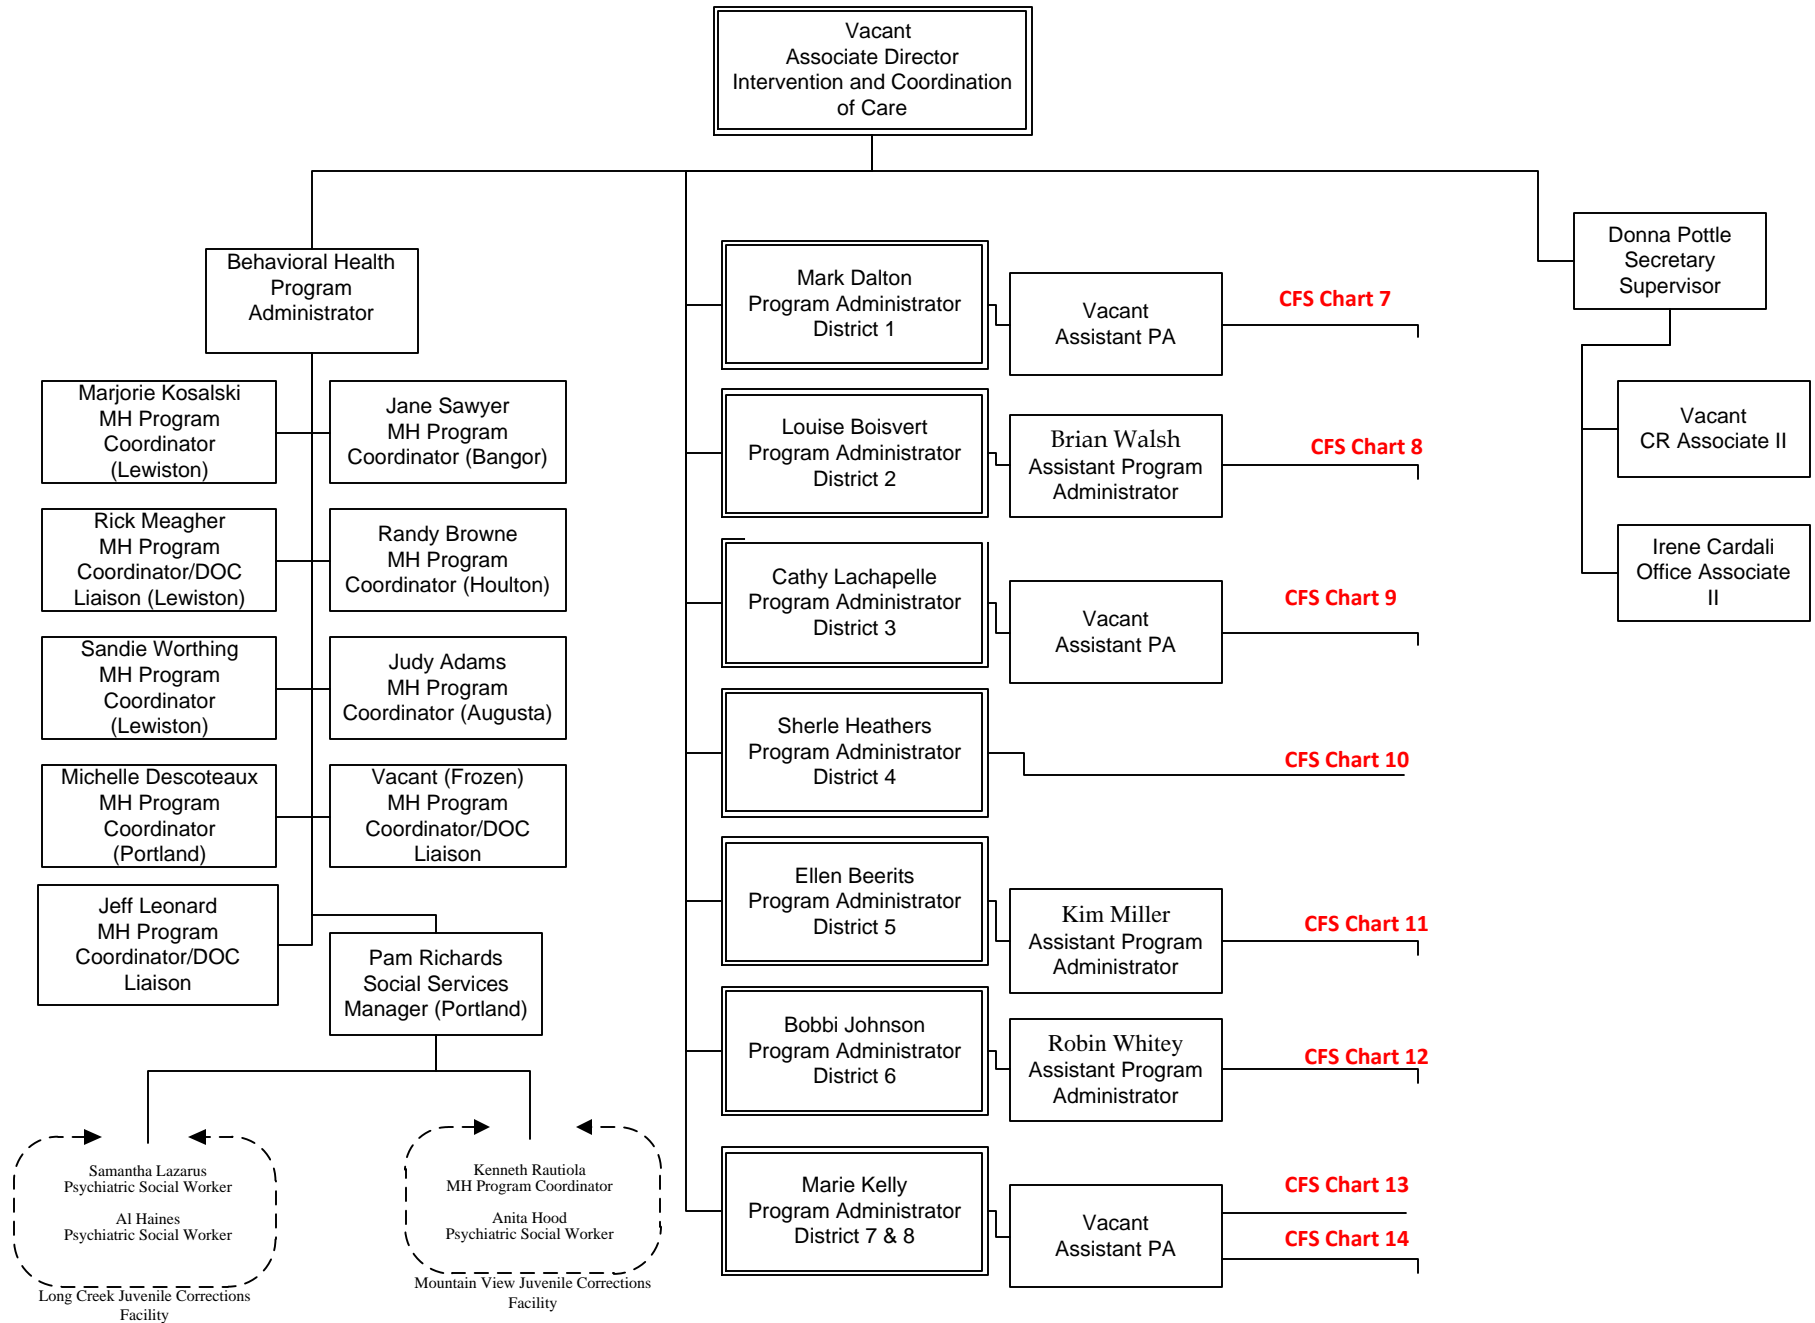 Vacant
Associate Director
Intervention and Coordination
of Care
Behavioral Health
Program
Administrator
Marjorie Kosalski
MH Program
Coordinator
(Lewiston)
Jane Sawyer
MH Program
Coordinator (Bangor)
Rick Meagher
MH Program
Coordinator/DOC
Liaison (Lewiston)
Randy Browne
MH Program
Coordinator (Houlton)
Sandie Worthing
MH Program
Coordinator
(Lewiston)
Judy Adams
MH Program
Coordinator (Augusta)
Michelle Descoteaux
MH Program
Coordinator
(Portland)
Vacant (Frozen)
MH Program
Coordinator/DOC
Liaison
Jeff Leonard
MH Program
Coordinator/DOC
Liaison
Pam Richards
Social Services
Manager (Portland)
Samantha Lazarus
Psychiatric Social Worker
Al Haines
Psychiatric Social Worker
Long Creek Juvenile Corrections
Facility
Kenneth Rautiola
MH Program Coordinator
Anita Hood
Psychiatric Social Worker
Mountain View Juvenile Corrections
Facility
Mark Dalton
Program Administrator
District 1
Vacant
Assistant PA
CFS Chart 7
Louise Boisvert
Program Administrator
District 2
Brian Walsh
Assistant Program
Administrator
CFS Chart 8
Cathy Lachapelle
Program Administrator
District 3
Vacant
Assistant PA
CFS Chart 9
Sherle Heathers
Program Administrator
District 4
CFS Chart 10
Ellen Beerits
Program Administrator
District 5
Kim Miller
Assistant Program
Administrator
CFS Chart 11
Bobbi Johnson
Program Administrator
District 6
Robin Whitey
Assistant Program
Administrator
CFS Chart 12
Marie Kelly
Program Administrator
District 7 & 8
Vacant
Assistant PA
CFS Chart 13
CFS Chart 14
Donna Pottle
Secretary
Supervisor
Vacant
CR Associate II
Irene Cardali
Office Associate
II